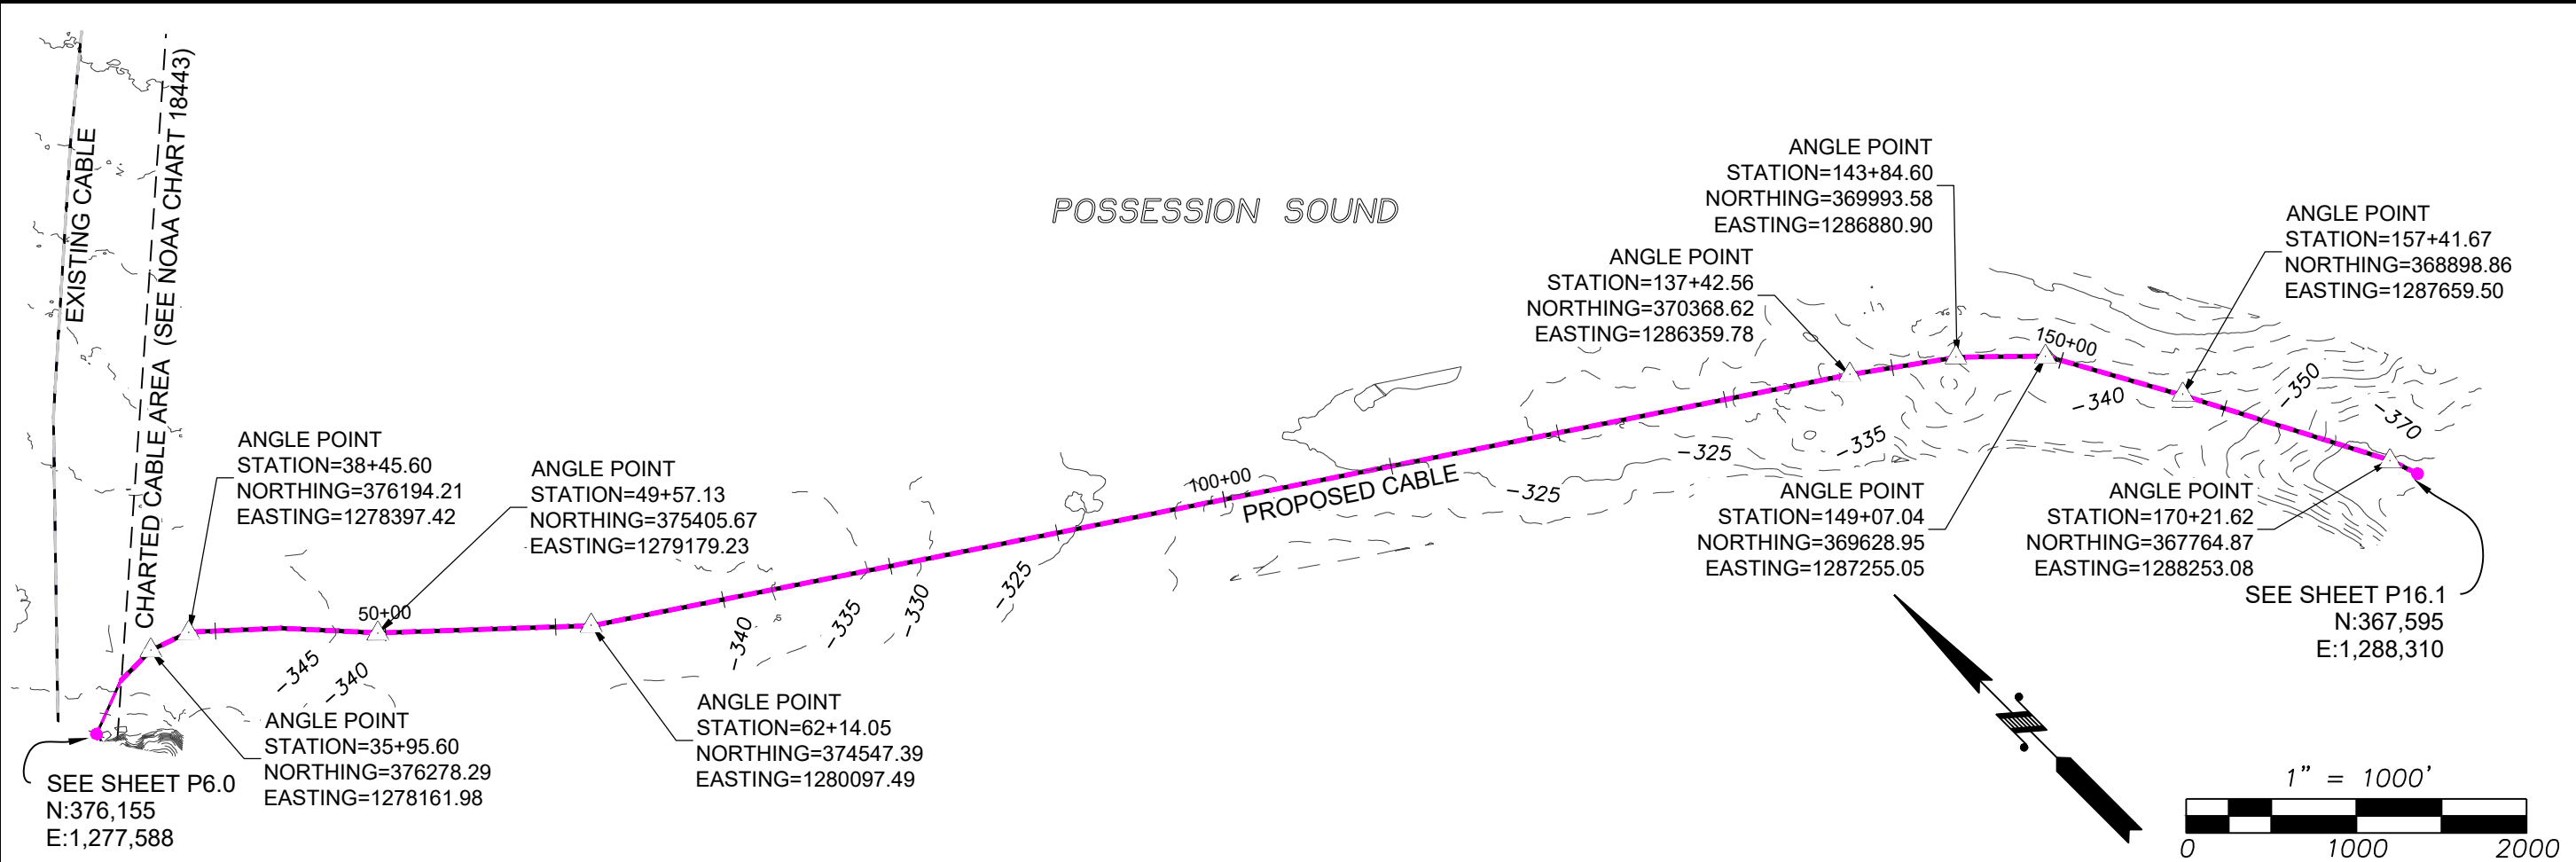 EXISTING CABLE
CHARTED CABLE AREA (SEE NOAA CHART 18443)
POSSESSION SOUND
ANGLE POINT
STATION=143+84.60
NORTHING=369993.58
EASTING=1286880.90
ANGLE POINT
STATION=137+42.56
NORTHING=370368.62
EASTING=1286359.78
ANGLE POINT
STATION=157+41.67
NORTHING=368898.86
EASTING=1287659.50
150+00
-340
-350
-370
-335
-325
-325
ANGLE POINT
STATION=38+45.60
NORTHING=376194.21
EASTING=1278397.42
ANGLE POINT
STATION=49+57.13
NORTHING=375405.67
EASTING=1279179.23
100+00
PROPOSED CABLE
50+00
-345
-340
-340
-335
-330
-325
ANGLE POINT
STATION=149+07.04
NORTHING=369628.95
EASTING=1287255.05
ANGLE POINT
STATION=170+21.62
NORTHING=367764.87
EASTING=1288253.08
SEE SHEET P16.1
N:367,595
E:1,288,310
SEE SHEET P6.0
N:376,155
E:1,277,588
ANGLE POINT
STATION=35+95.60
NORTHING=376278.29
EASTING=1278161.98
ANGLE POINT
STATION=62+14.05
NORTHING=374547.39
EASTING=1280097.49
1" = 1000'
0 1000 2000